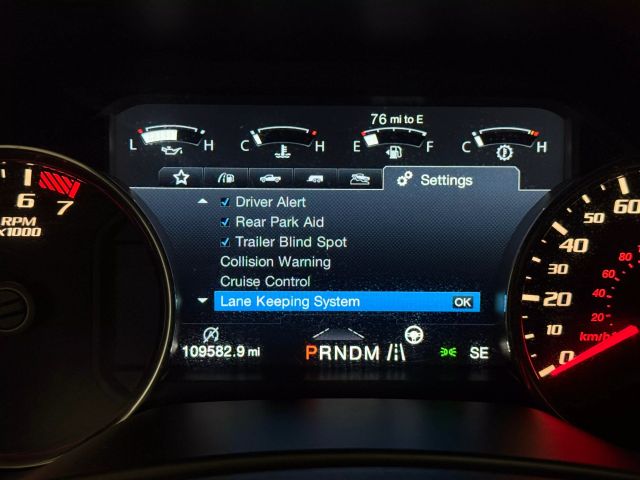 76 mi to E
L H C H E F C H
Settings
Driver Alert
Rear Park Aid
Trailer Blind Spot
Collision Warning
Cruise Control
Lane Keeping System OK
109582.9 mi PRNDM SE
6 7
RPM
x1000
60
50
40
30
20
10
0
80
60
40
20
km/h